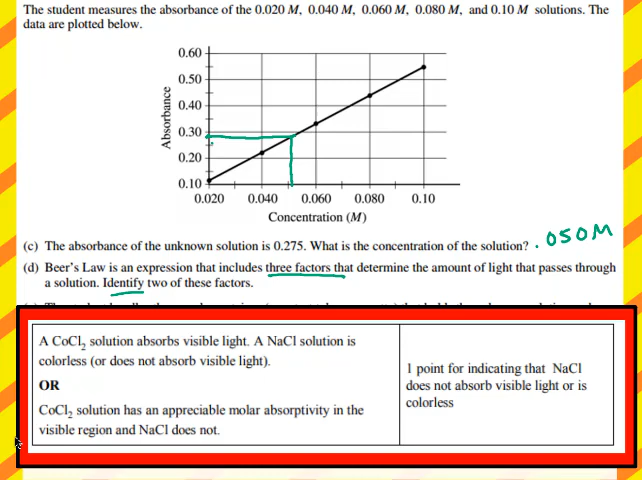 The student measures the absorbance of the 0.020 M, 0.040 M, 0.060 M, 0.080 M, and 0.10 M solutions. The
data are plotted below.
0.60
0.50
0.40
0.30
0.20
0.10
Absorbance
0.020 0.040 0.060 0.080 0.10
Concentration (M)
(c) The absorbance of the unknown solution is 0.275. What is the concentration of the solution? .050M
(d) Beer's Law is an expression that includes three factors that determine the amount of light that passes through
a solution. Identify two of these factors.
A CoCl₂ solution absorbs visible light. A NaCl solution is
colorless (or does not absorb visible light).
OR
CoCl₂ solution has an appreciable molar absorptivity in the
visible region and NaCl does not.
1 point for indicating that NaCl
does not absorb visible light or is
colorless